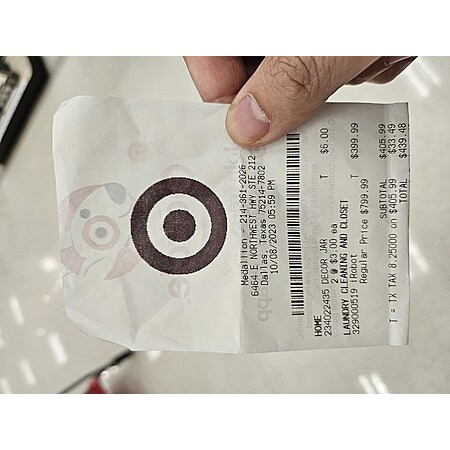 Medallion - 214-361-2026
6464 E NORTHWEST HWY STE 212
Dallas, Texas 75214-7802
10/08/2023 05:59 PM
HOME
234022435 DECOR JAR T $6.00
2 @ $3.00 ea
LAUNDRY CLEANING AND CLOSET
329000519 iRobot T $399.99
Regular Price $799.99
SUBTOTAL $405.99
T = TX TAX 8.25000 on $405.99 $33.49
TOTAL $439.48